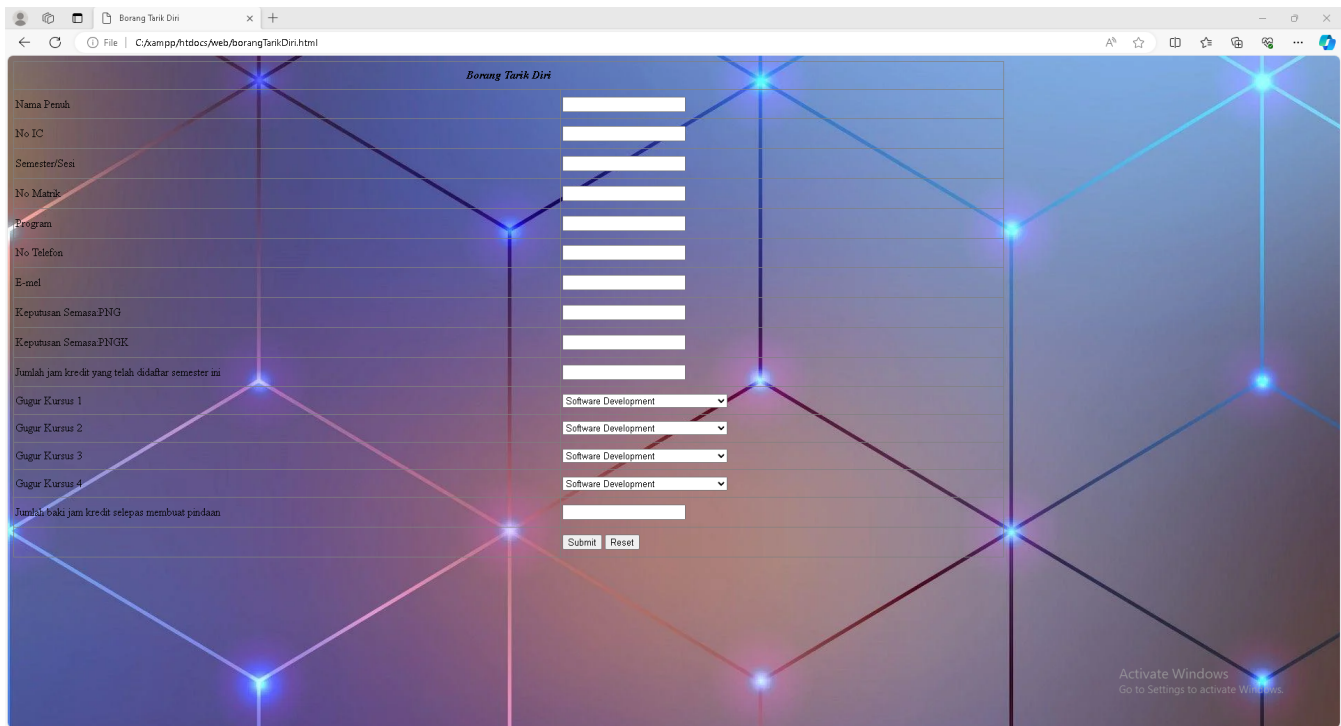 Borang Tarik Diri
File C:/xampp/htdocs/web/borangTarikDiri.html
Borang Tarik Diri
Nama Penuh
No IC
Semester/Sesi
No Matrik
Program
No Telefon
E-mel
Keputusan Semasa:PNG
Keputusan Semasa:PNGK
Jumlah jam kredit yang telah didaftar semester ini
Gugur Kursus 1 Software Development
Gugur Kursus 2 Software Development
Gugur Kursus 3 Software Development
Gugur Kursus 4 Software Development
Jumlah baki jam kredit selepas membuat pindaan
Submit Reset
Activate Windows
Go to Settings to activate Windows.